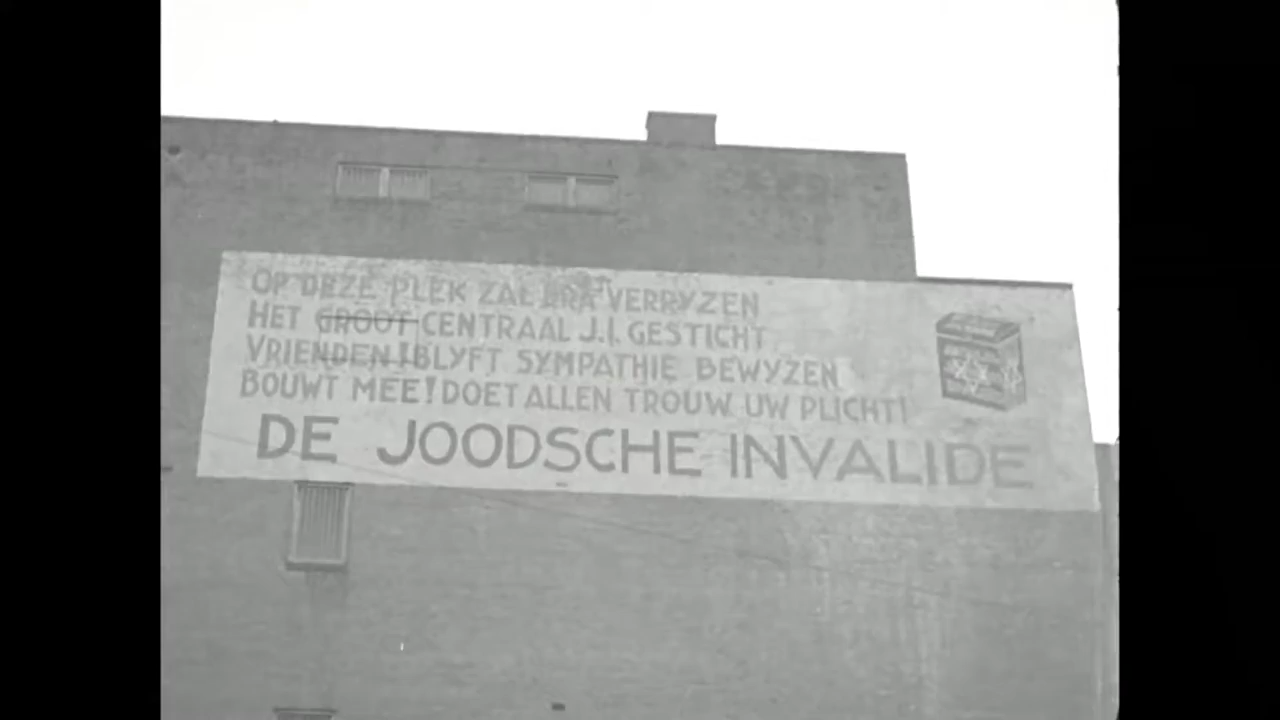 OP DEZE PLEK ZAL DRA VERRYZEN
HET GROOT CENTRAAL J.I. GESTICHT
VRIENDEN! BLYFT SYMPATHIE BEWYZEN
BOUWT MEE! DOET ALLEN TROUW UW PLICHT!
DE JOODSCHE INVALIDE